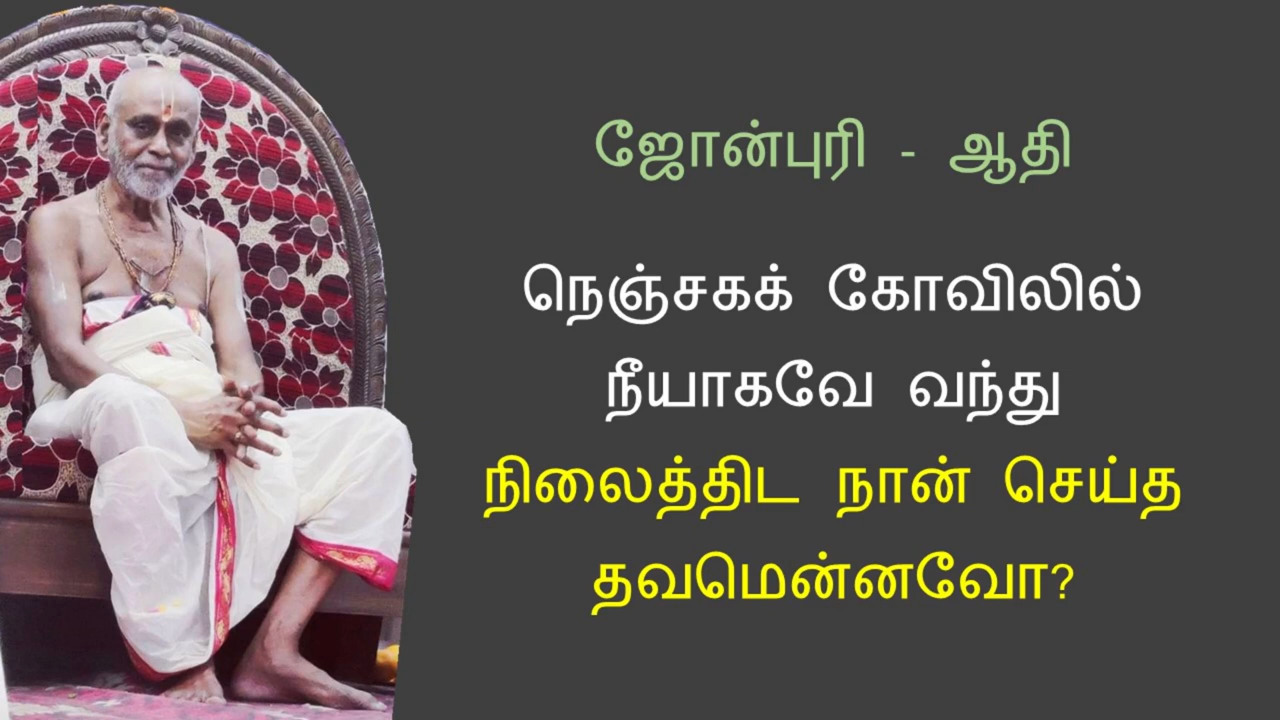 ஜோன்புரி - ஆதி
நெஞ்சகக் கோவிலில்
நீயாகவே வந்து
நிலைத்திட நான் செய்த
தவமென்னவோ?